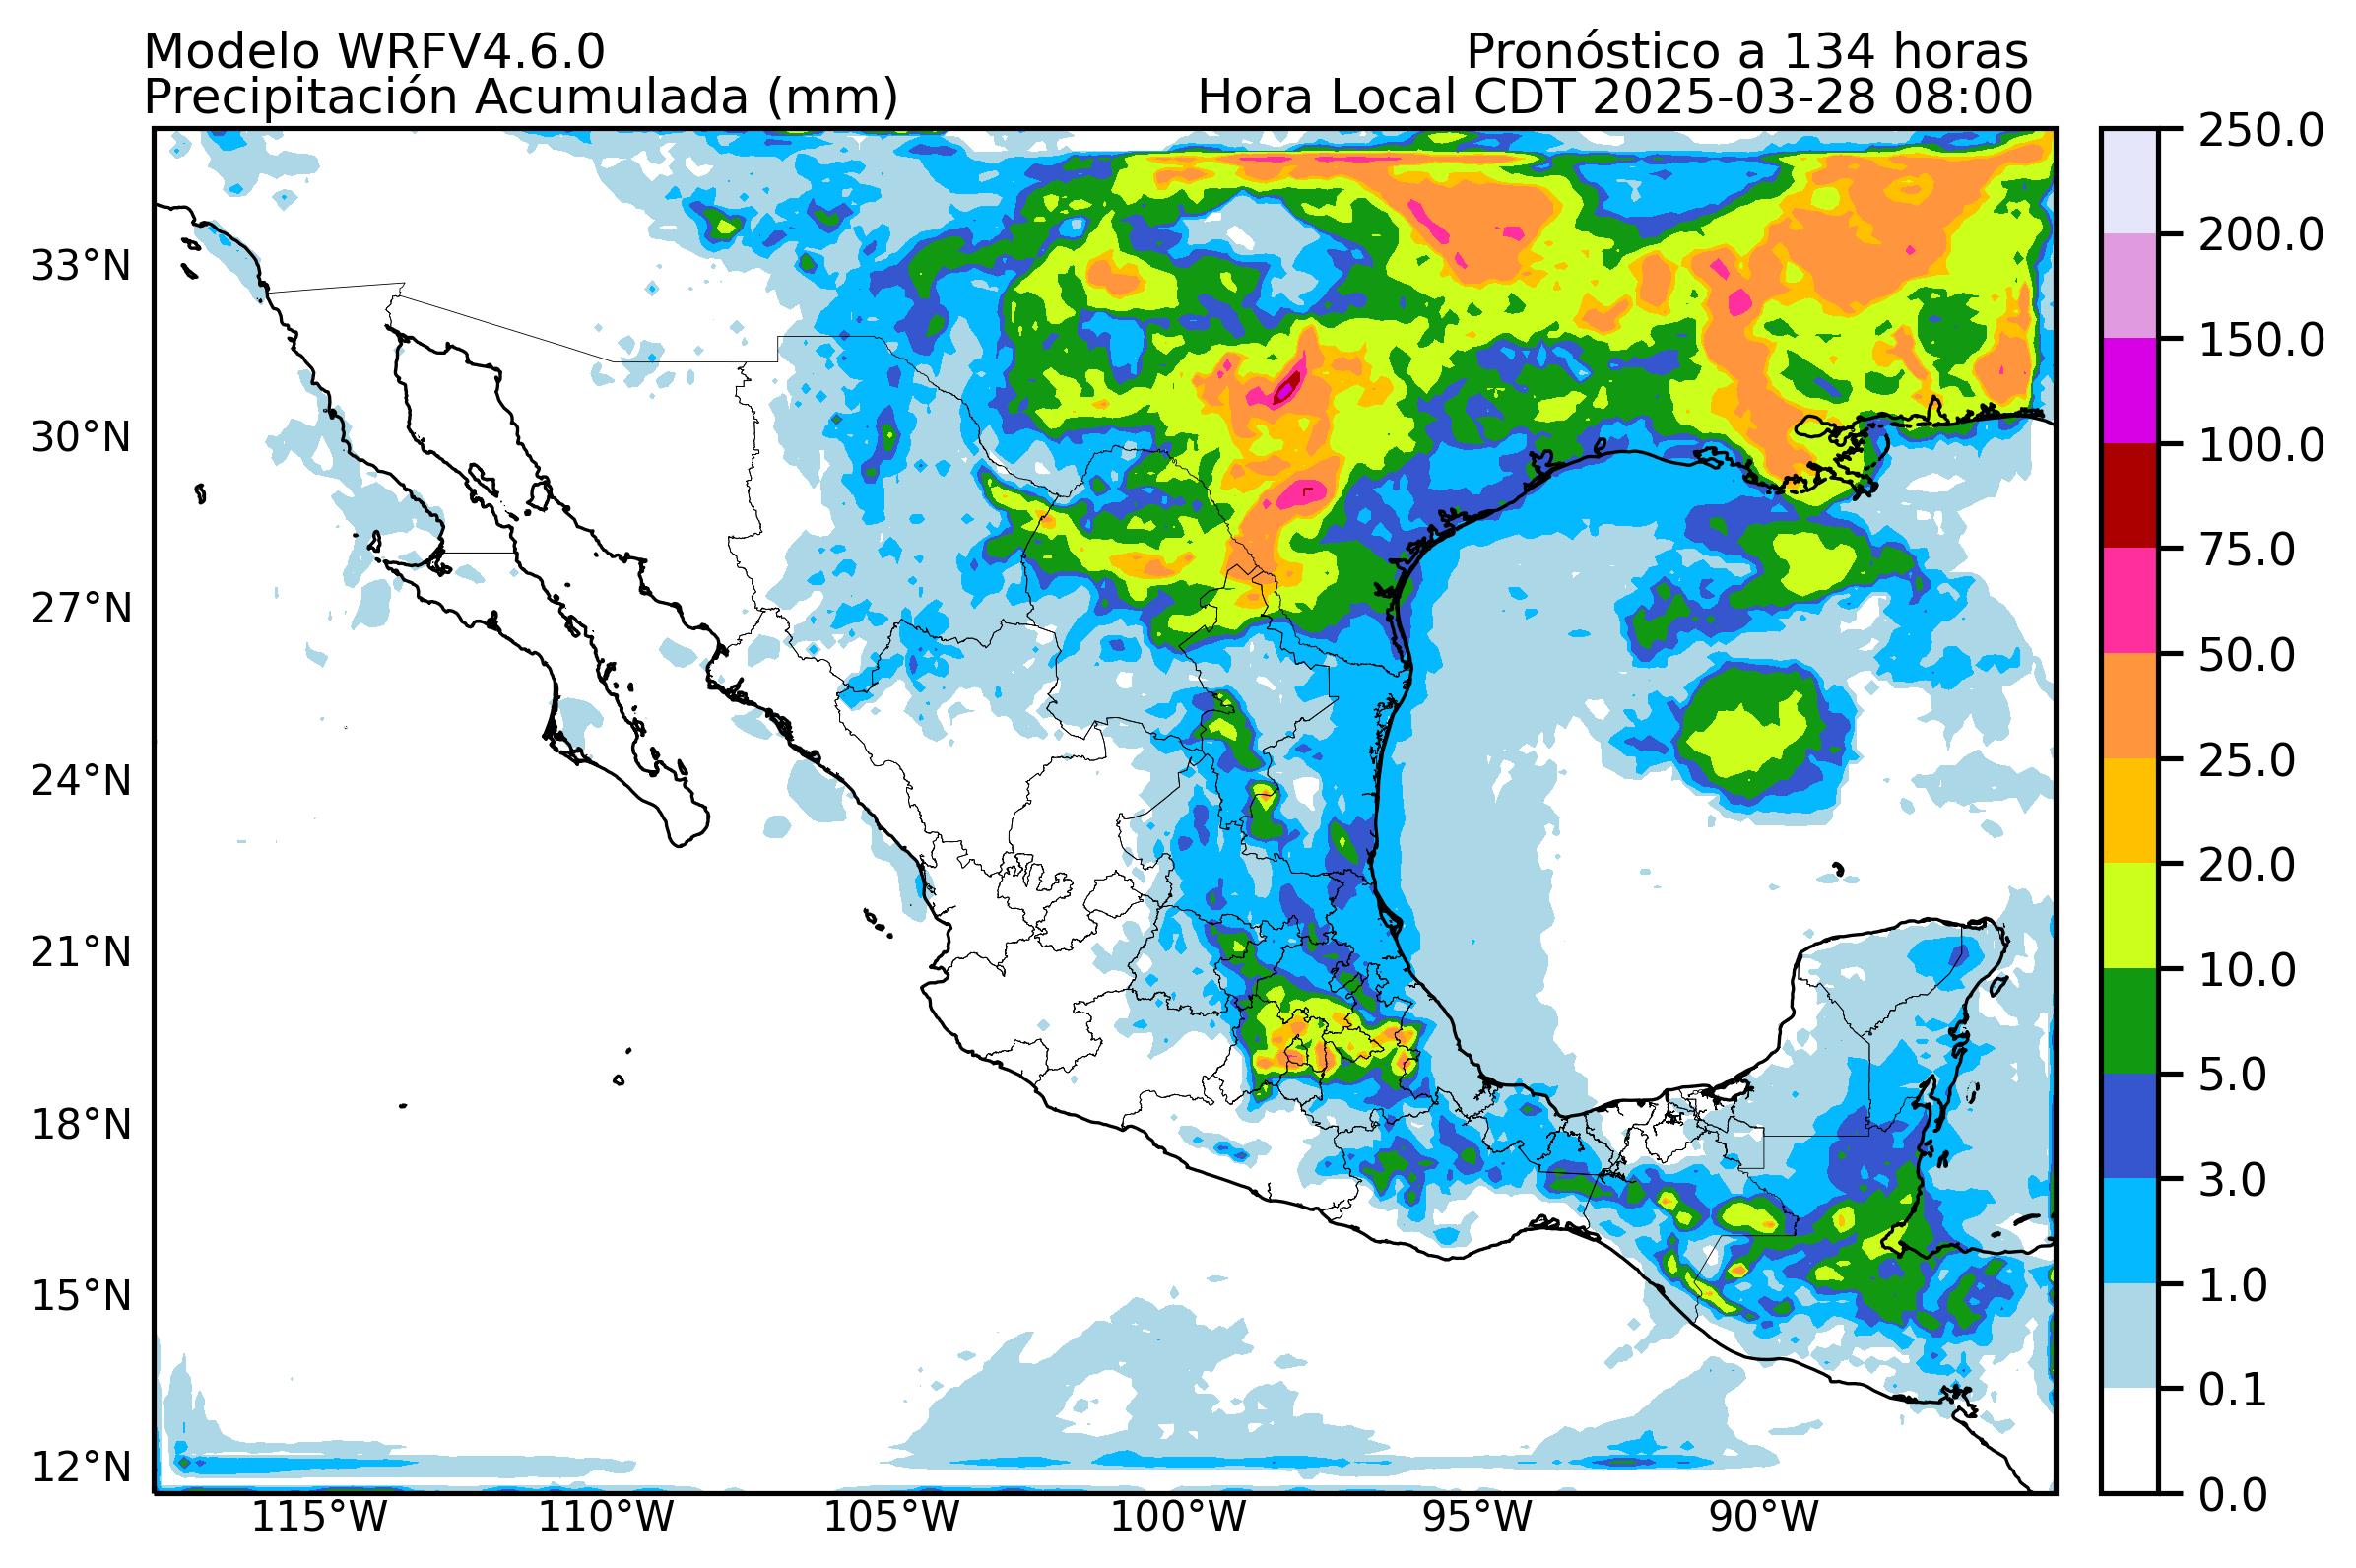 Modelo WRFV4.6.0
Pronóstico a 134 horas
Precipitación Acumulada (mm)
Hora Local CDT 2025-03-28 08:00
33°N
30°N
27°N
24°N
21°N
18°N
15°N
12°N
115°W
110°W
105°W
100°W
95°W
90°W
250.0
200.0
150.0
100.0
75.0
50.0
25.0
20.0
10.0
5.0
3.0
1.0
0.1
0.0